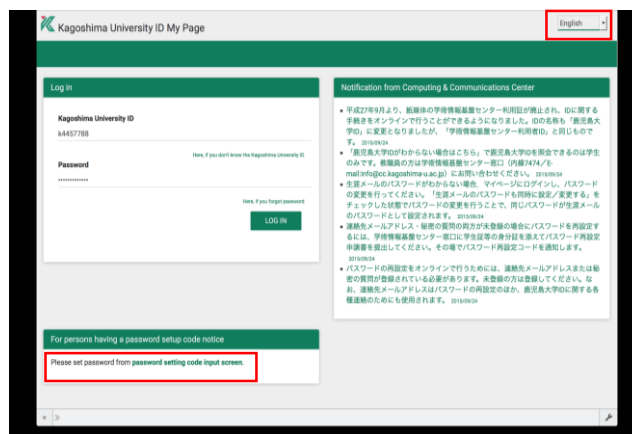 Kagoshima University ID My Page
English
Log in
Kagoshima University ID
k4457788
Here, if you don't know the Kagoshima University ID
Password
Here, if you forgot password
LOG IN
Notification from Computing & Communications Center
平成27年9月より、紙媒体の学術情報基盤センター利用証が廃止され、IDに関する
手続きをオンラインで行うことができるようになりました。IDの名称も「鹿児島大
学ID」に変更となりましたが、「学術情報基盤センター利用者ID」と同じもので
す。 2015/09/24
「鹿児島大学IDがわからない場合はこちら」で鹿児島大学IDを照会できるのは学生
のみです。教職員の方は学術情報基盤センター窓口(内線7474/E-
mail:info@cc.kagoshima-u.ac.jp)にお問い合わせください。 2015/09/24
生涯メールのパスワードがわからない場合、マイページにログインし、パスワード
の変更を行ってください。「生涯メールのパスワードも同時に設定/変更する」を
チェックした状態でパスワードの変更を行うことで、同じパスワードが生涯メール
のパスワードとして設定されます。 2015/09/24
連絡先メールアドレス・秘密の質問の両方が未登録の場合にパスワードを再設定す
るには、学術情報基盤センター窓口に学生証等の身分証を添えてパスワード再設定
申請書を提出してください。その場でパスワード再設定コードを通知します。
2015/09/24
パスワードの再設定をオンラインで行うためには、連絡先メールアドレスまたは秘
密の質問が登録されている必要があります。未登録の方は登録してください。な
お、連絡先メールアドレスはパスワードの再設定のほか、鹿児島大学IDに関する各
種連絡のためにも使用されます。 2015/09/24
For persons having a password setup code notice
Please set password from password setting code input screen.